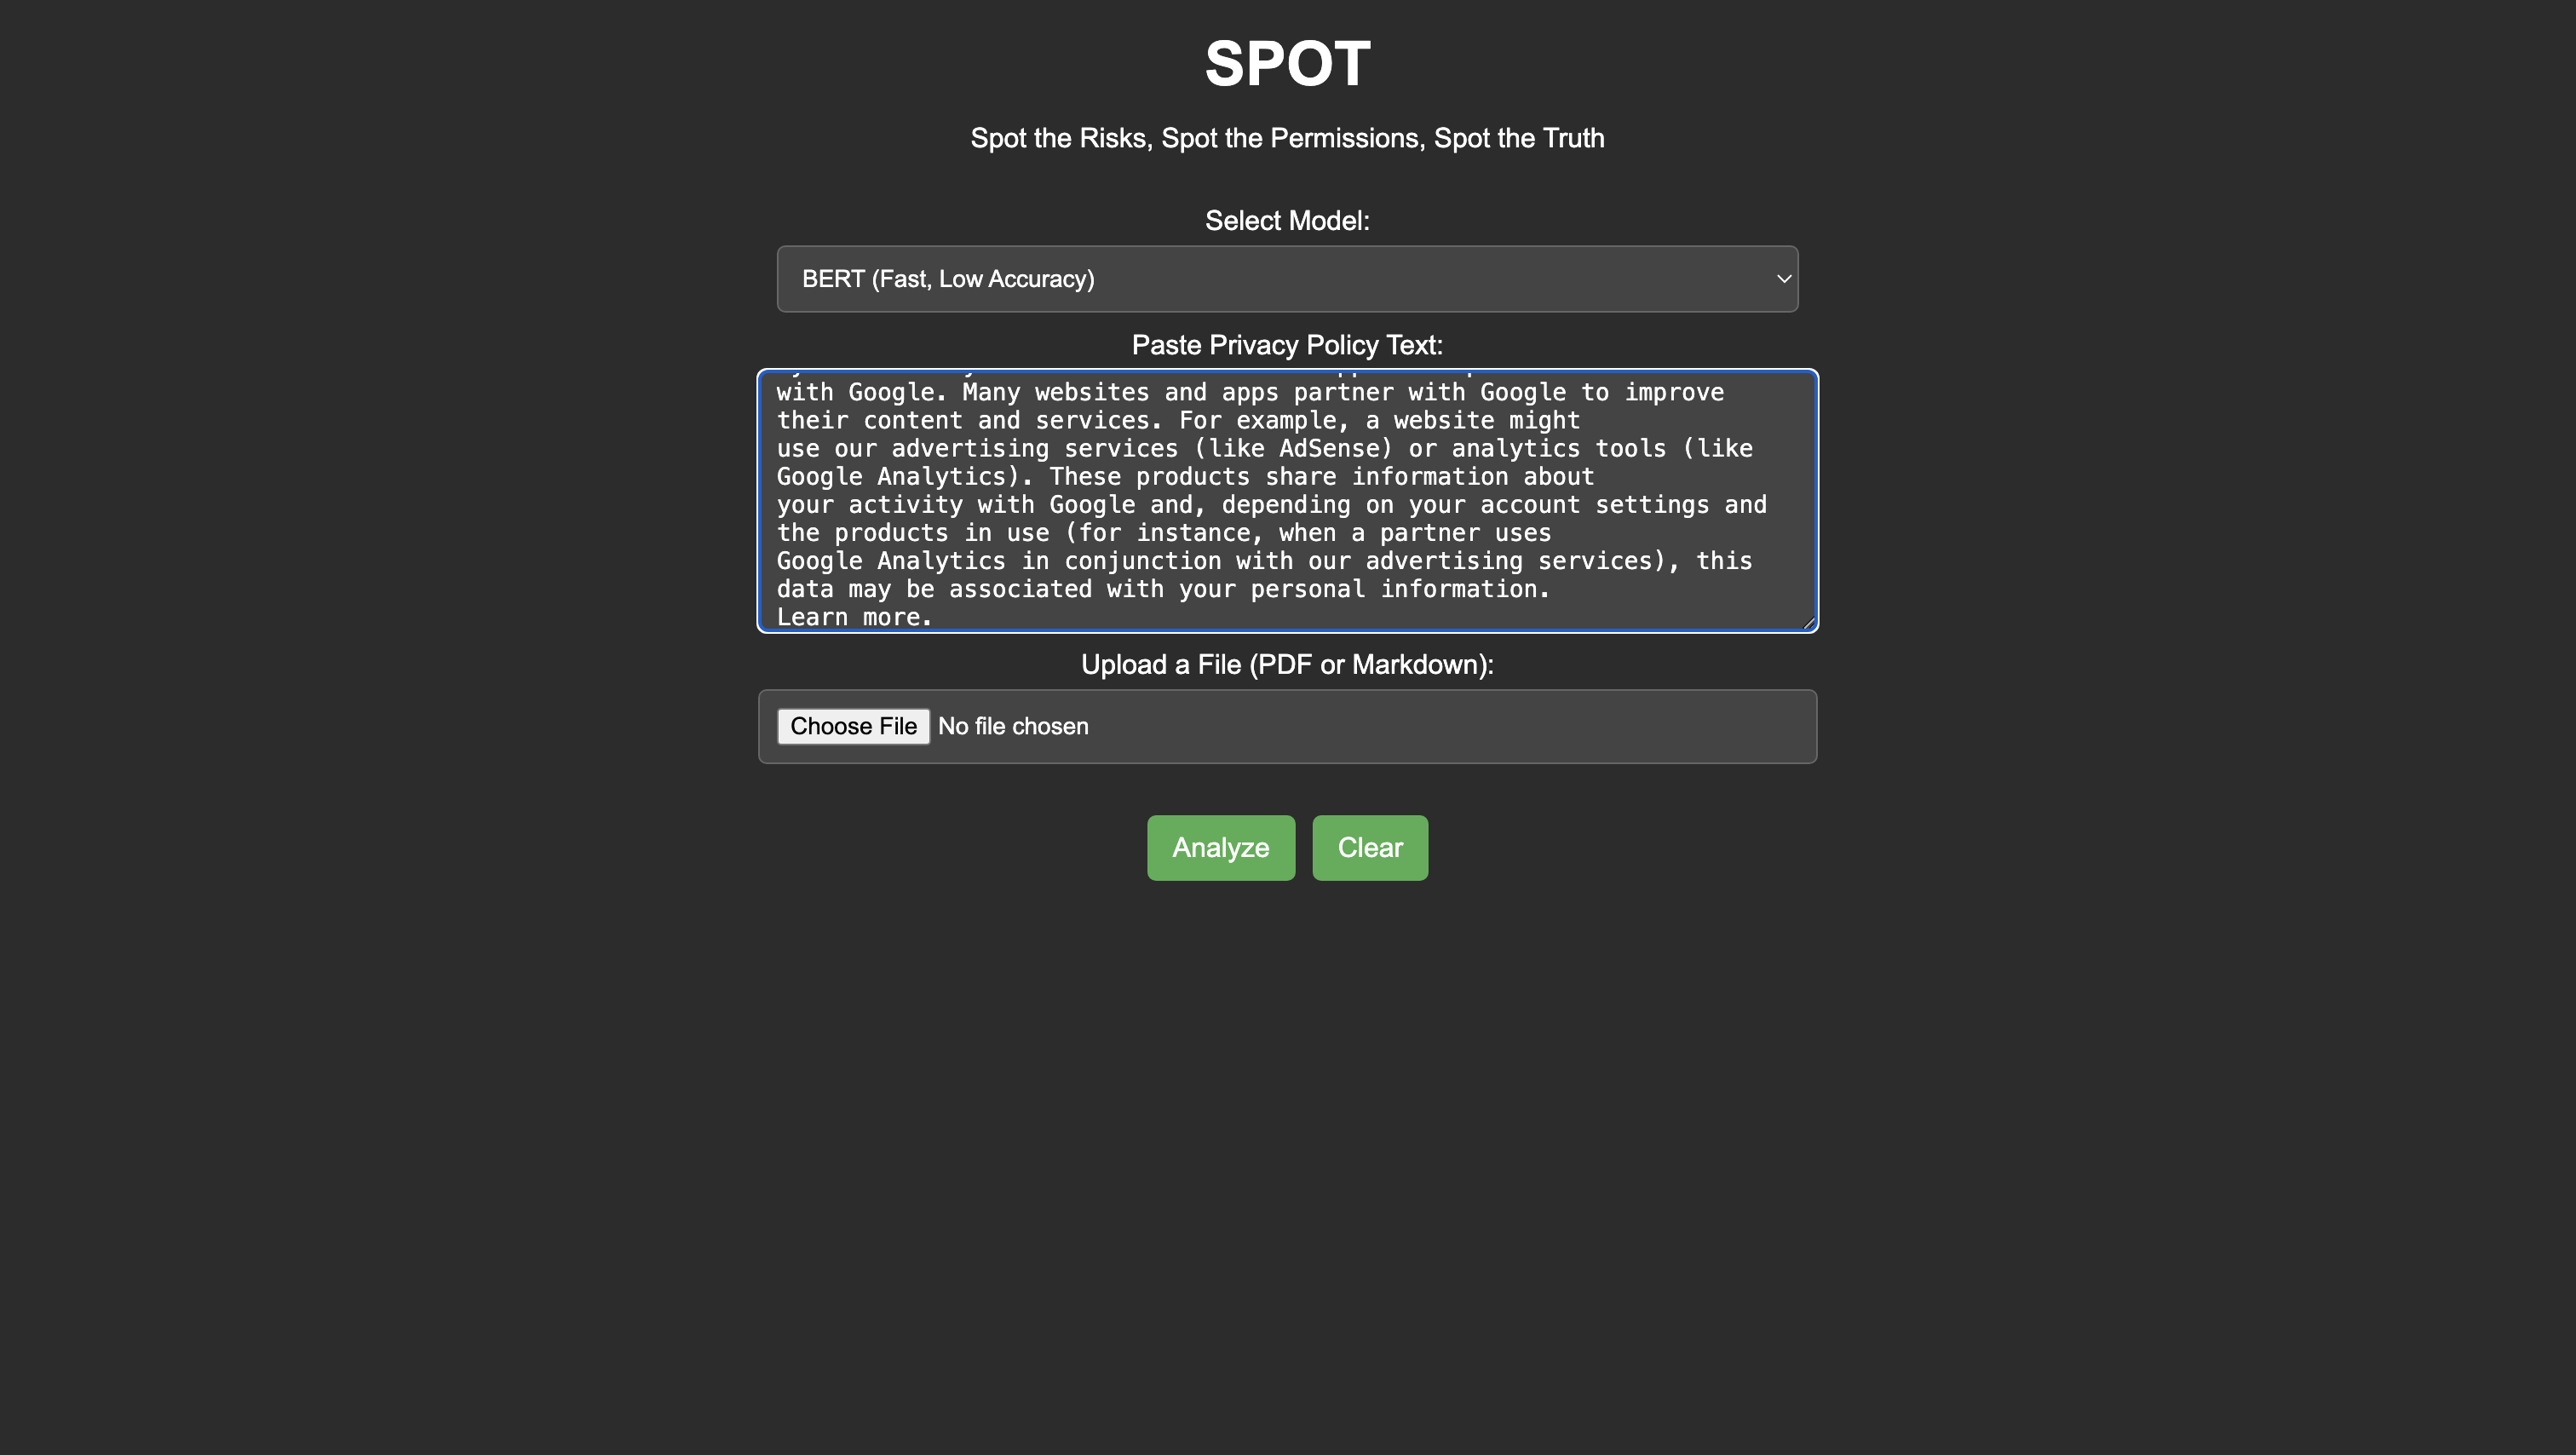 SPOT
Spot the Risks, Spot the Permissions, Spot the Truth
Select Model:
BERT (Fast, Low Accuracy)
Paste Privacy Policy Text:
with Google. Many websites and apps partner with Google to improve
their content and services. For example, a website might
use our advertising services (like AdSense) or analytics tools (like
Google Analytics). These products share information about
your activity with Google and, depending on your account settings and
the products in use (for instance, when a partner uses
Google Analytics in conjunction with our advertising services), this
data may be associated with your personal information.
Learn more.
Upload a File (PDF or Markdown):
Choose File No file chosen
Analyze Clear